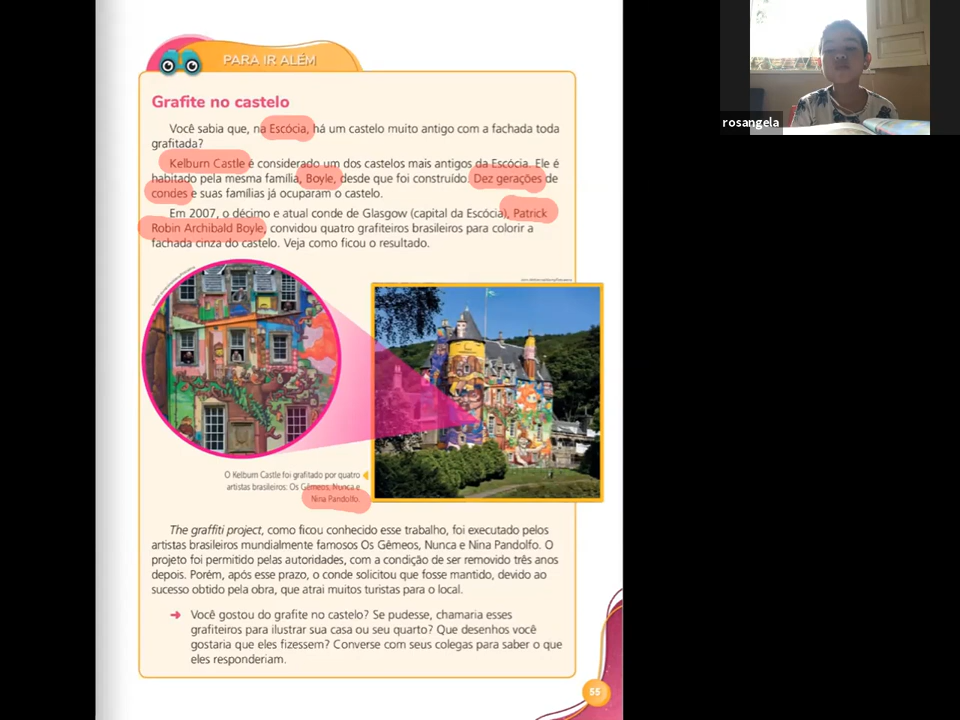 PARA IR ALÉM
Grafite no castelo
Você sabia que, na Escócia, há um castelo muito antigo com a fachada toda
grafitada?
Kelburn Castle é considerado um dos castelos mais antigos da Escócia. Ele é
habitado pela mesma família, Boyle, desde que foi construído. Dez gerações de
condes e suas famílias já ocuparam o castelo.
Em 2007, o décimo e atual conde de Glasgow (capital da Escócia), Patrick
Robin Archibald Boyle, convidou quatro grafiteiros brasileiros para colorir a
fachada cinza do castelo. Veja como ficou o resultado.
O Kelburn Castle foi grafitado por quatro
artistas brasileiros: Os Gêmeos, Nunca e
Nina Pandolfo.
The graffiti project, como ficou conhecido esse trabalho, foi executado pelos
artistas brasileiros mundialmente famosos Os Gêmeos, Nunca e Nina Pandolfo. O
projeto foi permitido pelas autoridades, com a condição de ser removido três anos
depois. Porém, após esse prazo, o conde solicitou que fosse mantido, devido ao
sucesso obtido pela obra, que atrai muitos turistas para o local.
→ Você gostou do grafite no castelo? Se pudesse, chamaria esses
grafiteiros para ilustrar sua casa ou seu quarto? Que desenhos você
gostaria que eles fizessem? Converse com seus colegas para saber o que
eles responderiam.
55
rosangela